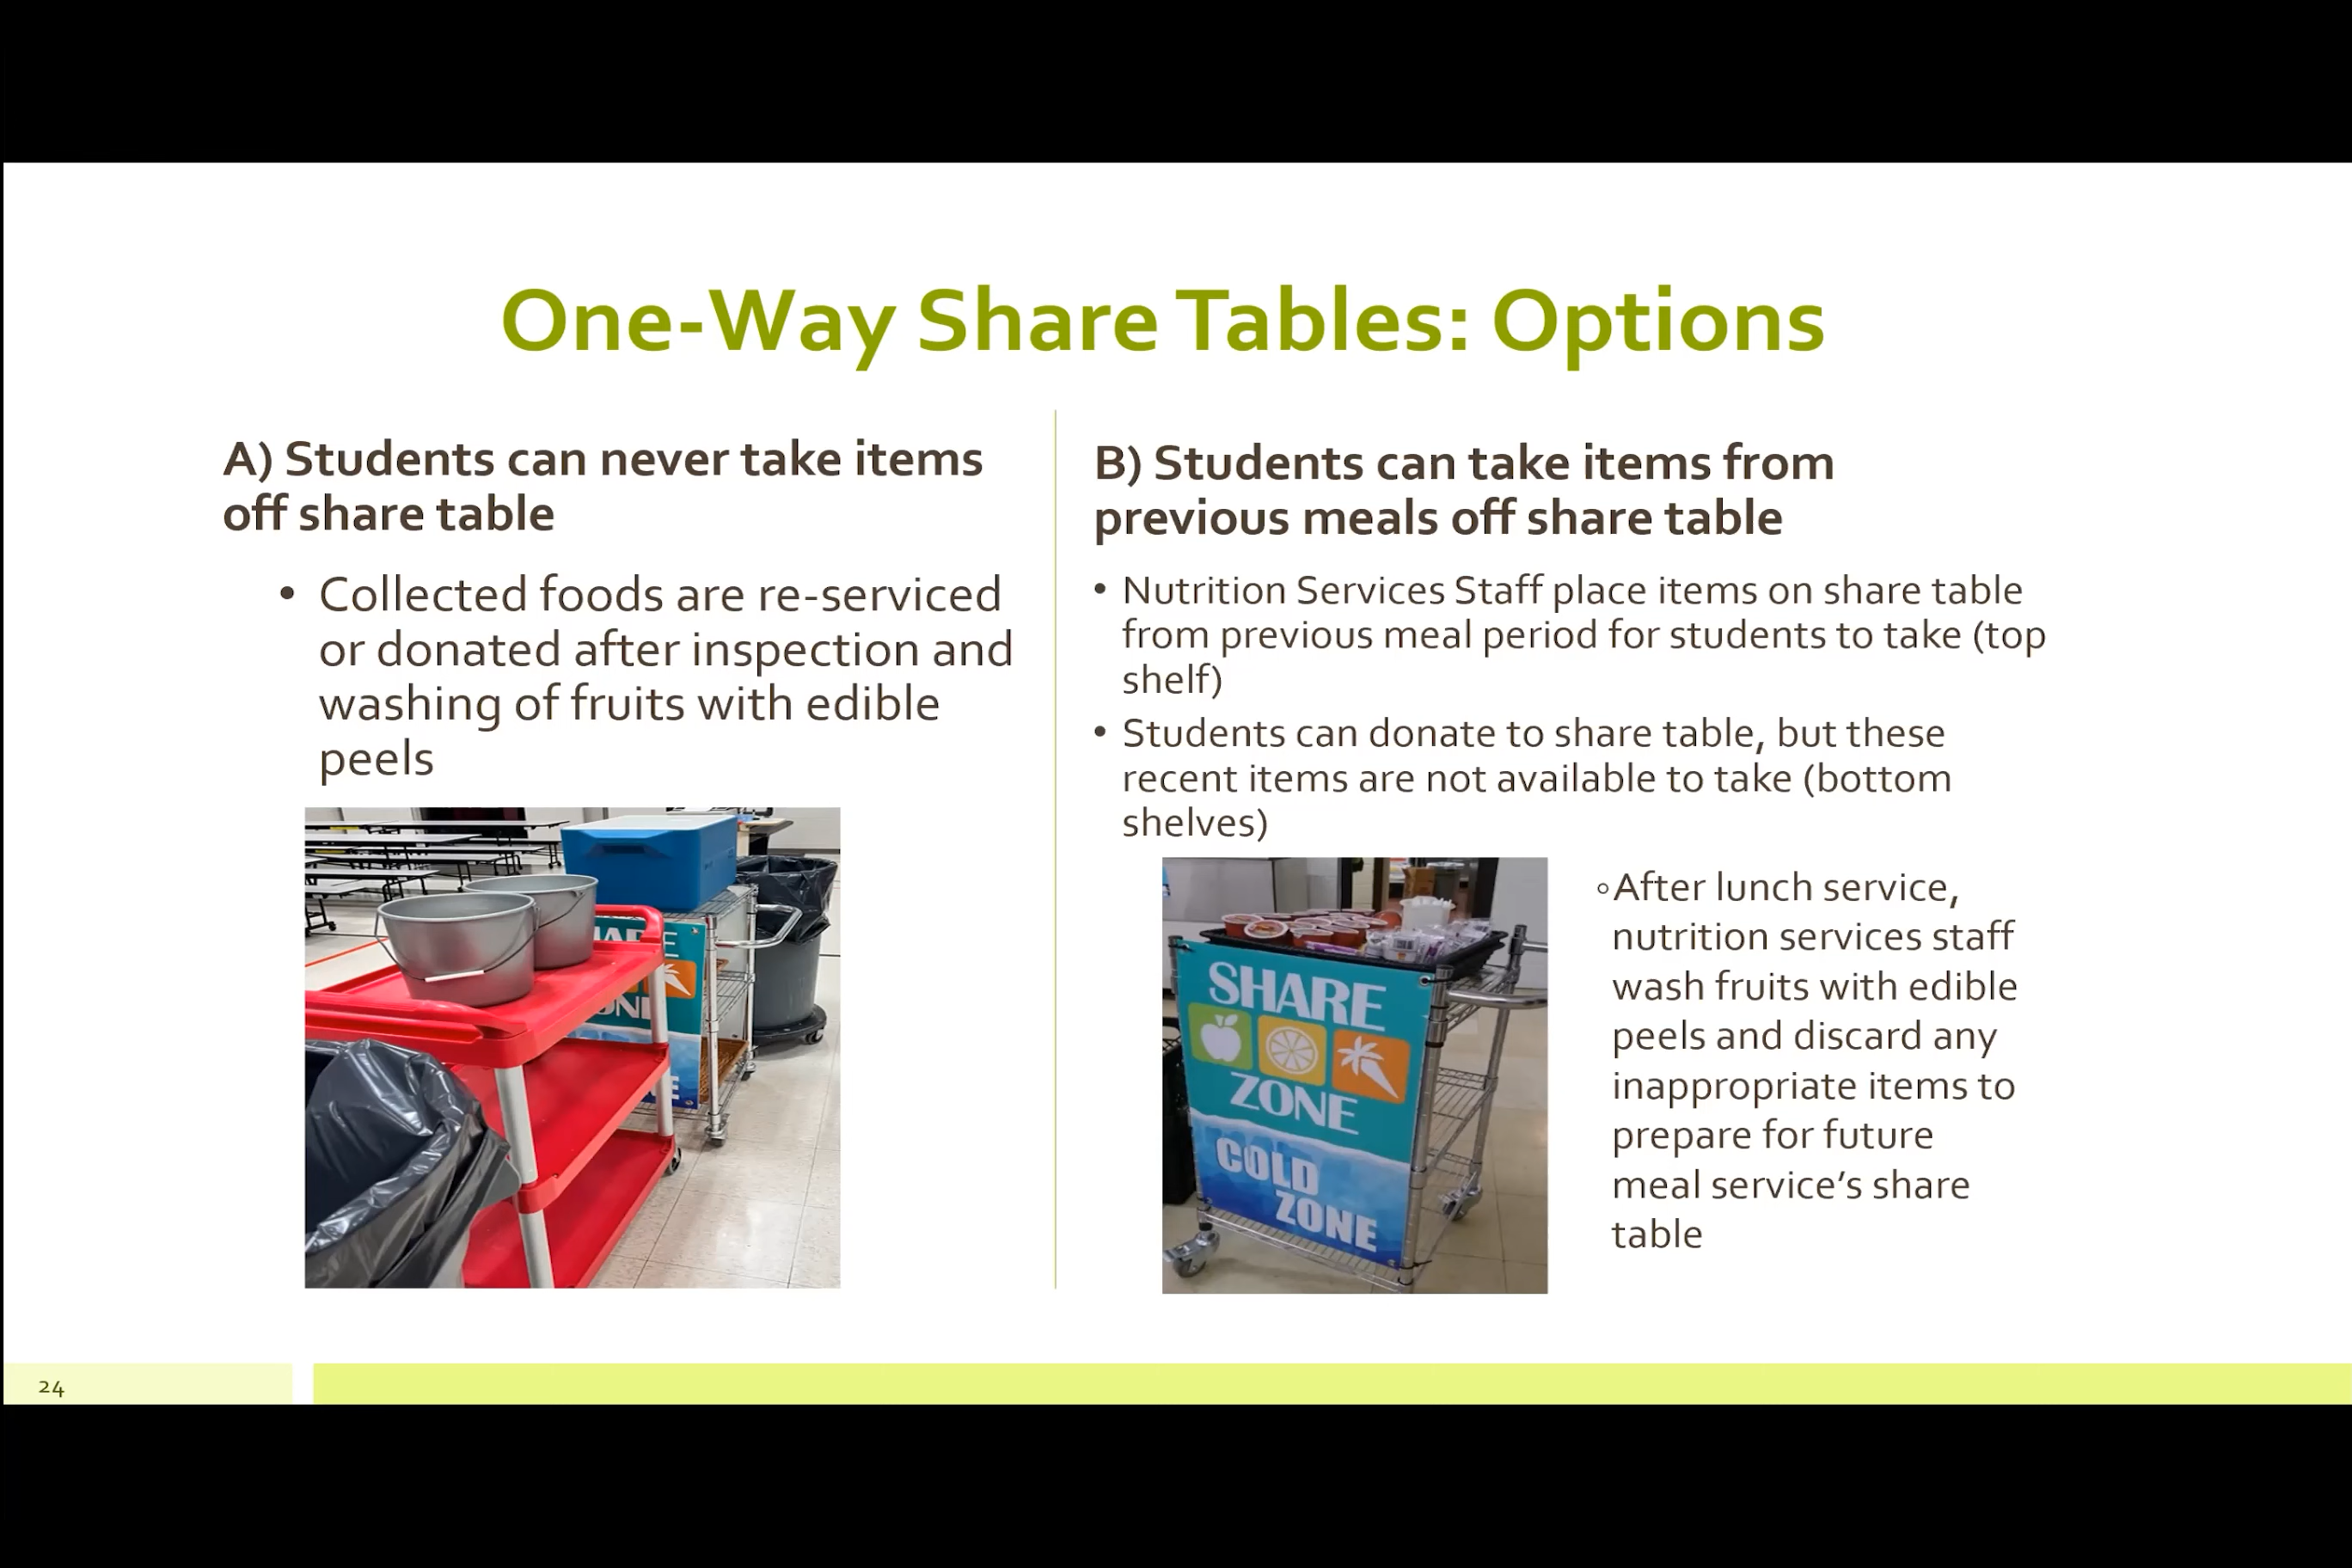 One-Way Share Tables: Options
A) Students can never take items
off share table
• Collected foods are re-serviced
or donated after inspection and
washing of fruits with edible
peels
B) Students can take items from
previous meals off share table
• Nutrition Services Staff place items on share table
from previous meal period for students to take (top
shelf)
• Students can donate to share table, but these
recent items are not available to take (bottom
shelves)
◦After lunch service,
nutrition services staff
wash fruits with edible
peels and discard any
inappropriate items to
prepare for future
meal service’s share
table
SHARE
ZONE
COLD
ZONE
24